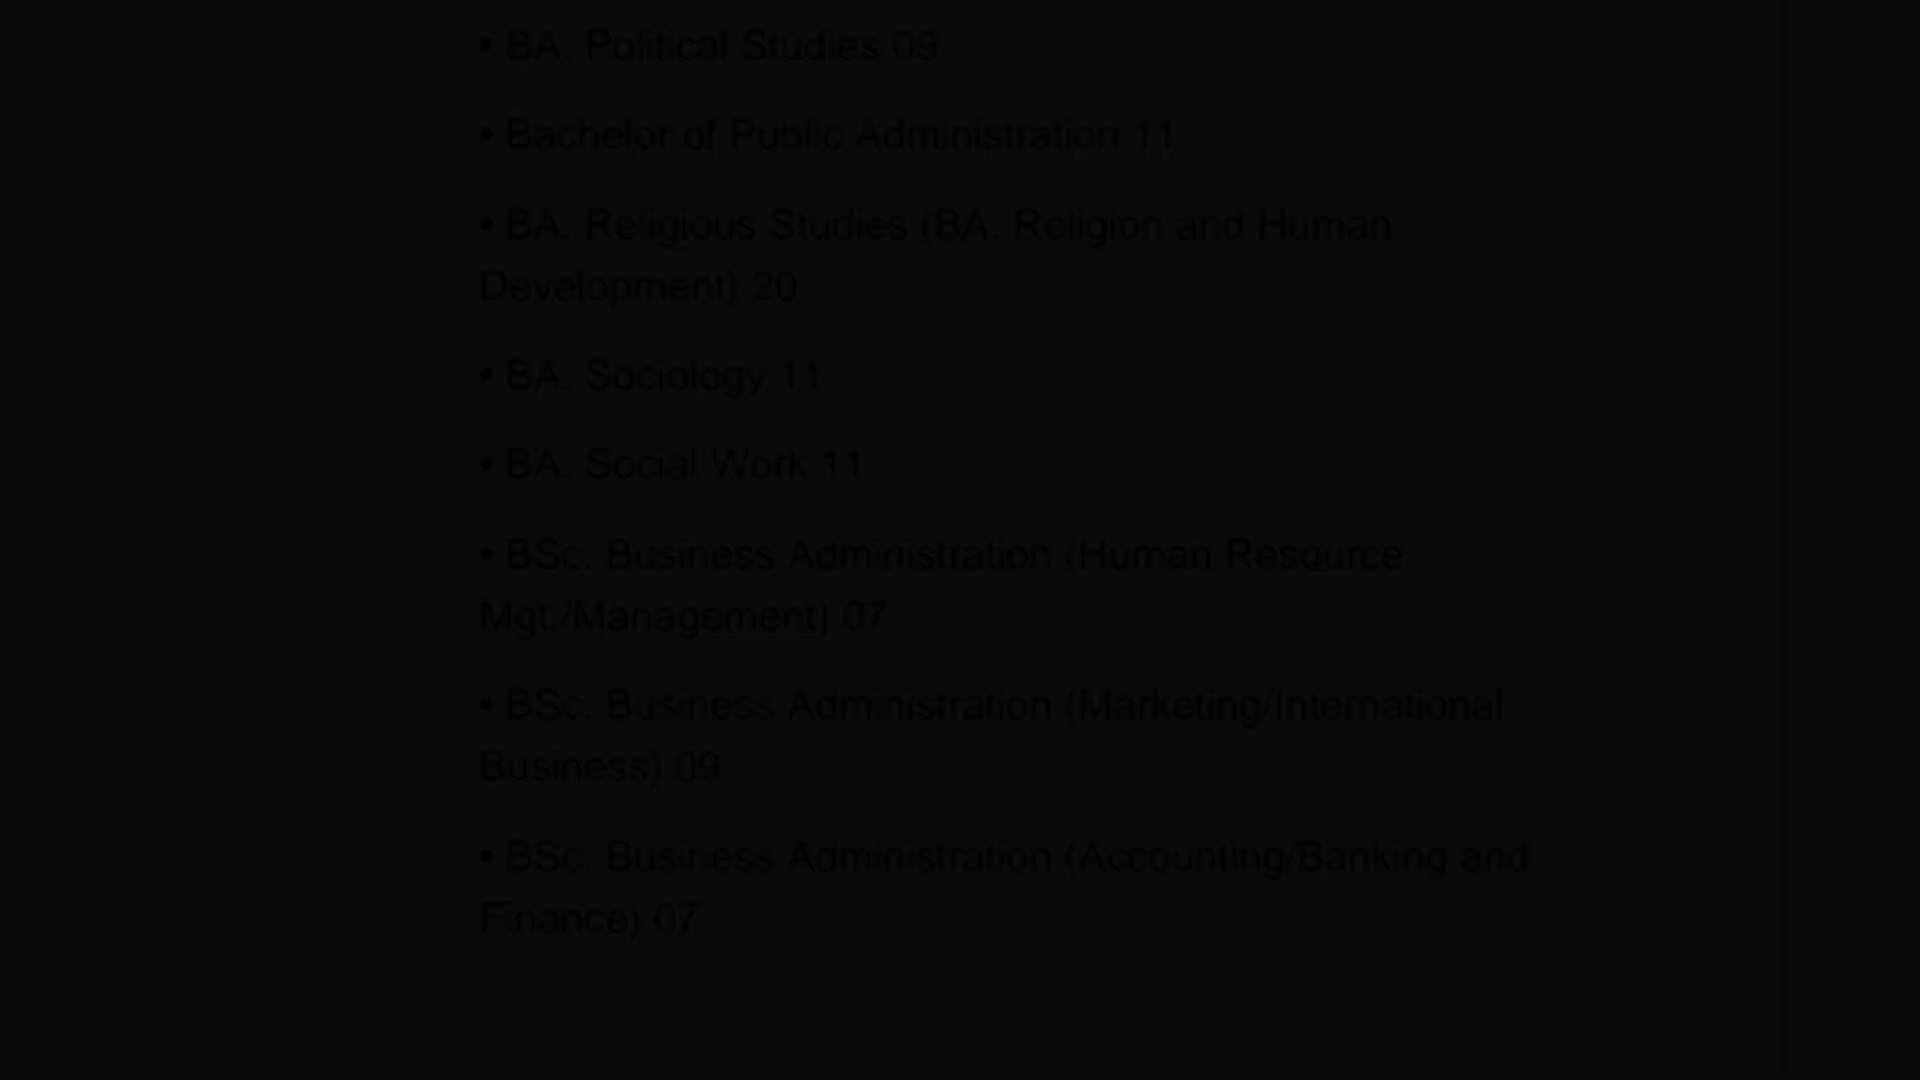 • BA. Political Studies 09
• Bachelor of Public Administration 11
• BA. Religious Studies (BA. Religion and Human
Development) 20
• BA. Sociology 11
• BA. Social Work 11
• BSc. Business Administration (Human Resource
Mgt./Management) 07
• BSc. Business Administration (Marketing/International
Business) 09
• BSc. Business Administration (Accounting/Banking and
Finance) 07